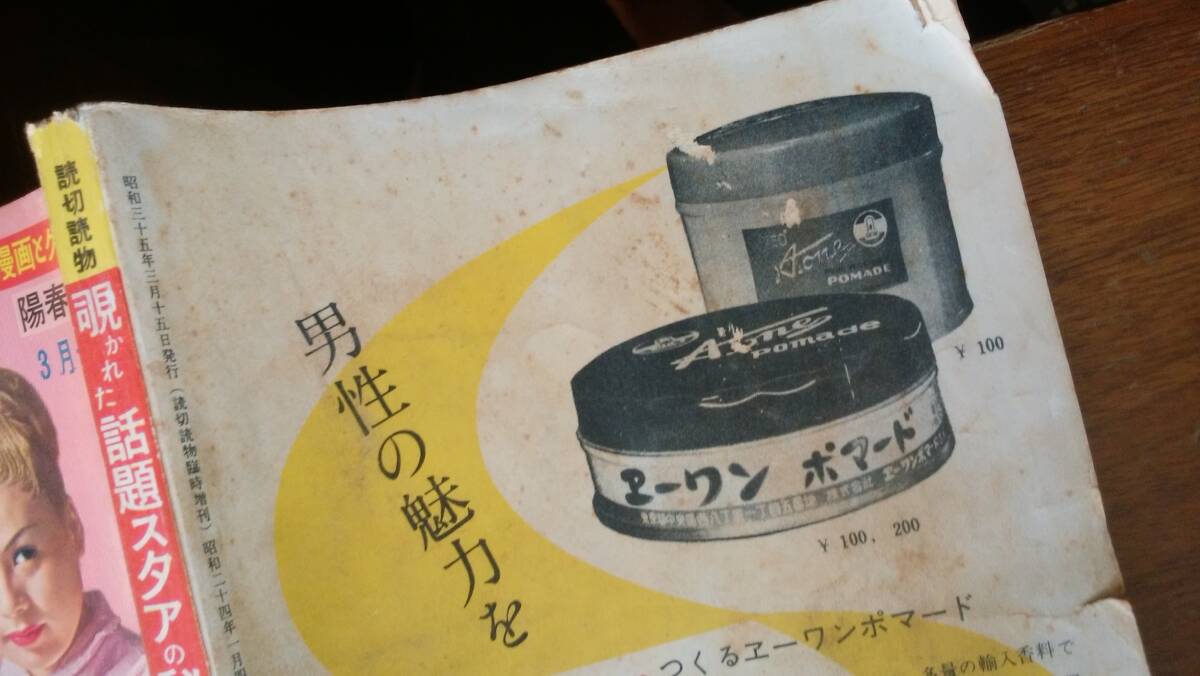 読切読物
覗かれた話題スタアの
漫画と
陽春
3月
昭和三十五年三月十五日発行(読切読物臨時増刊)昭和二十四年一月
男性の魅力を
A-one
POMADE
¥ 100
A-one
Pomade
ヱーワン ポマード
¥ 100, 200
つくるヱーワンポマード
多量の輸入香料で